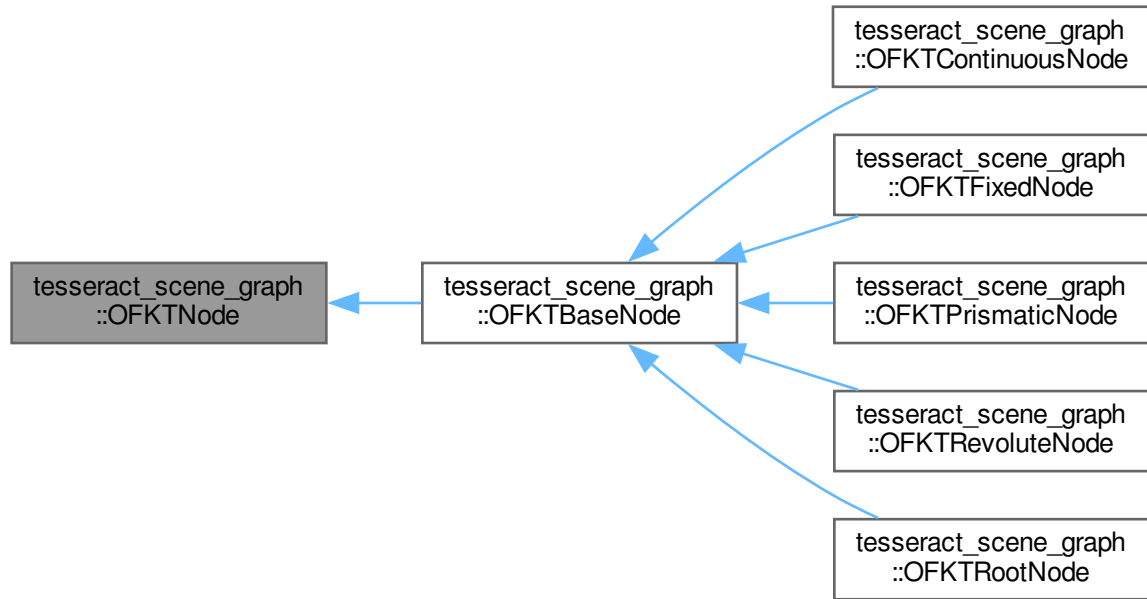 tesseract_scene_graph
::OFKTNode
tesseract_scene_graph
::OFKTBaseNode
tesseract_scene_graph
::OFKTContinuousNode
tesseract_scene_graph
::OFKTFixedNode
tesseract_scene_graph
::OFKTPrismaticNode
tesseract_scene_graph
::OFKTRevoluteNode
tesseract_scene_graph
::OFKTRootNode